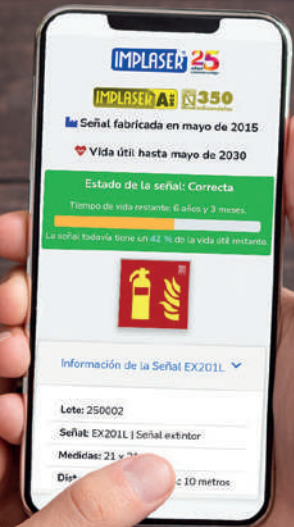 IMPLASER 25
IMPLASER A 350
Señal fabricada en mayo de 2015
Vida útil hasta mayo de 2030
Estado de la señal: Correcta
Tiempo de vida restante: 6 años y 3 meses.
La señal todavía tiene un 42 % de la vida útil restante.
Información de la Señal EX201L
Lote: 250002
Señal: EX201L | Señal extintor
Medidas: 21 x
10 metros